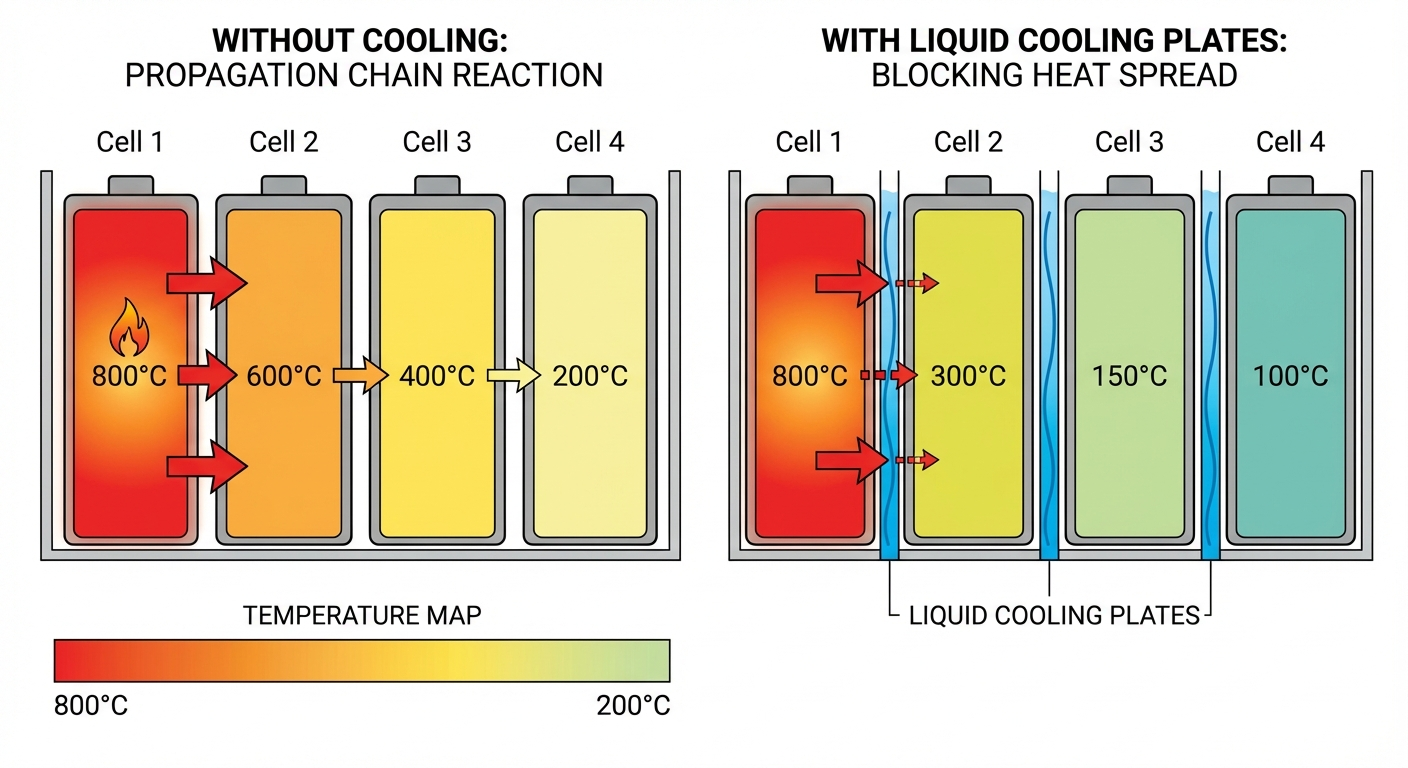 WITHOUT COOLING:
PROPAGATION CHAIN REACTION
Cell 1
Cell 2
Cell 3
Cell 4
800°C
600°C
400°C
200°C
TEMPERATURE MAP
800°C
200°C
WITH LIQUID COOLING PLATES:
BLOCKING HEAT SPREAD
Cell 1
Cell 2
Cell 3
Cell 4
800°C
300°C
150°C
100°C
LIQUID COOLING PLATES